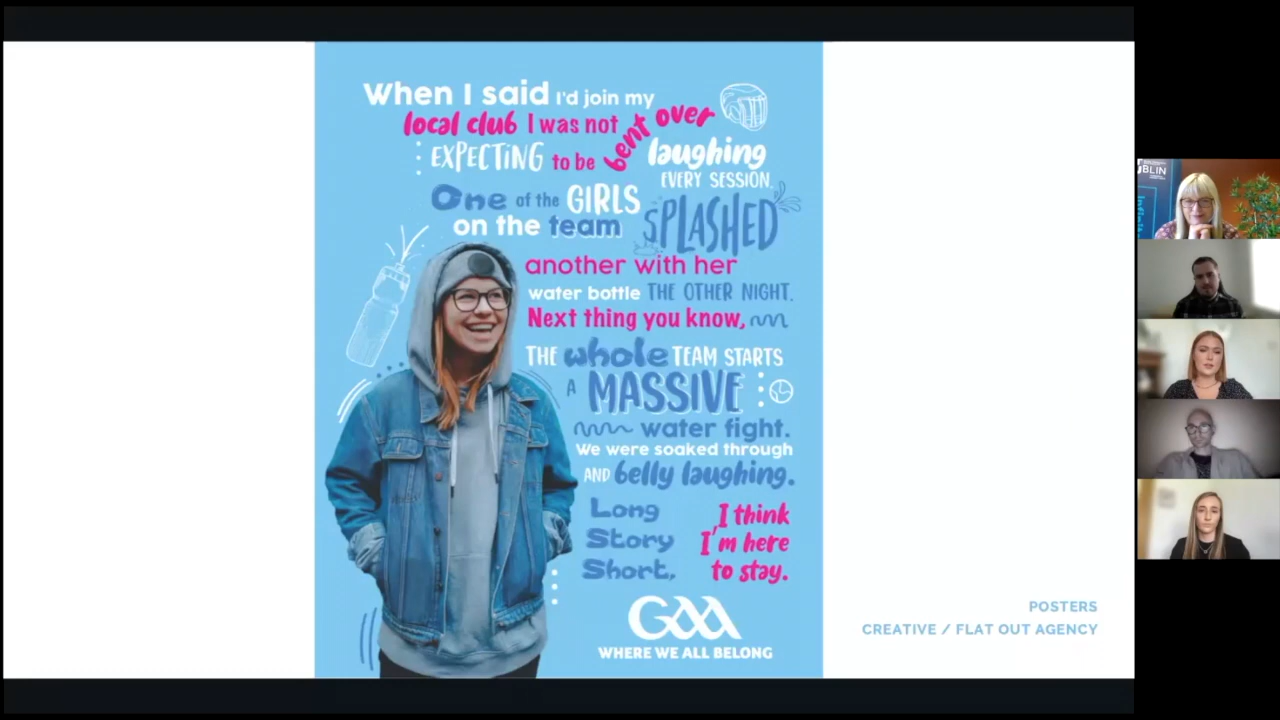 When I said I'd join my
local club I was not
EXPECTING to be bent over laughing
EVERY SESSION.
One of the GIRLS
on the team SPLASHED
another with her
water bottle THE OTHER NIGHT.
Next thing you know,
THE whole TEAM STARTS
A MASSIVE
water fight.
We were soaked through
AND belly laughing.
Long
Story
Short,
I think
I'm here
to stay.
GAA
WHERE WE ALL BELONG
POSTERS
CREATIVE / FLAT OUT AGENCY
BLIN